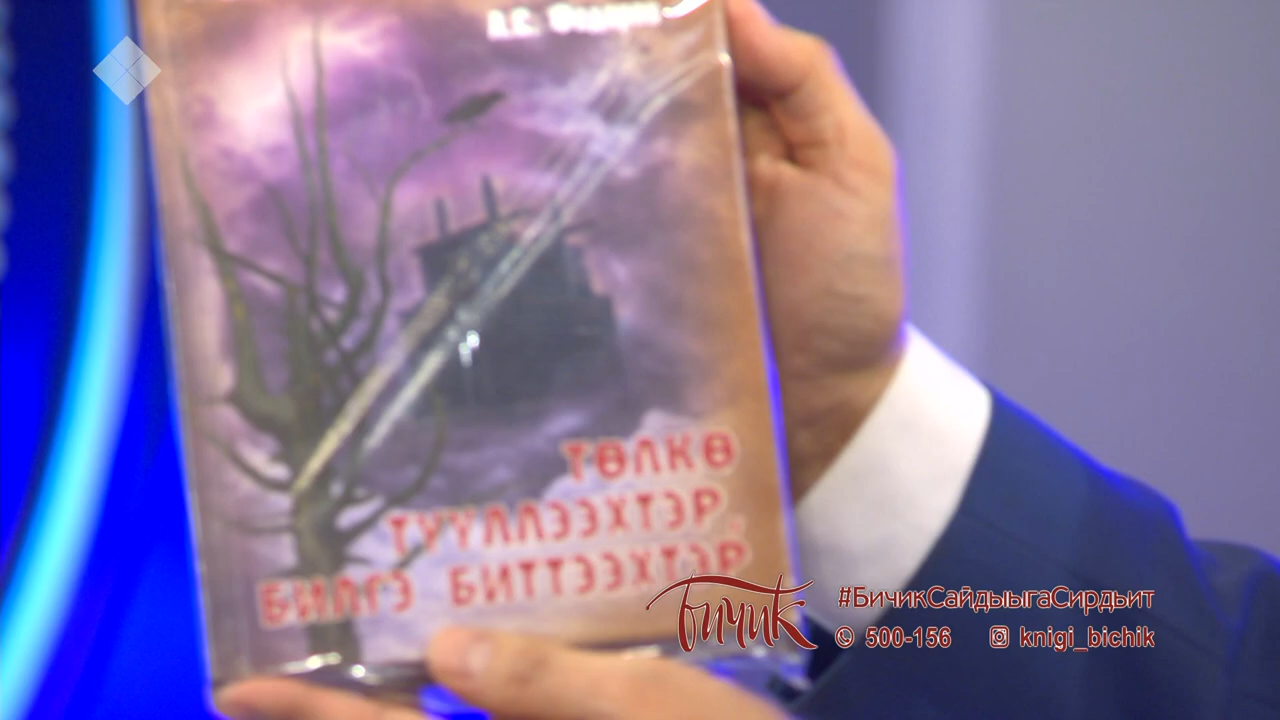 ТӨЛКӨ
ТҮҮЛЛЭЭХТЭР,
БИЛГЭ БИТТЭЭХТЭР
Бичик
#БичикСайдыыгаСирдьит
500-156 knigi_bichik